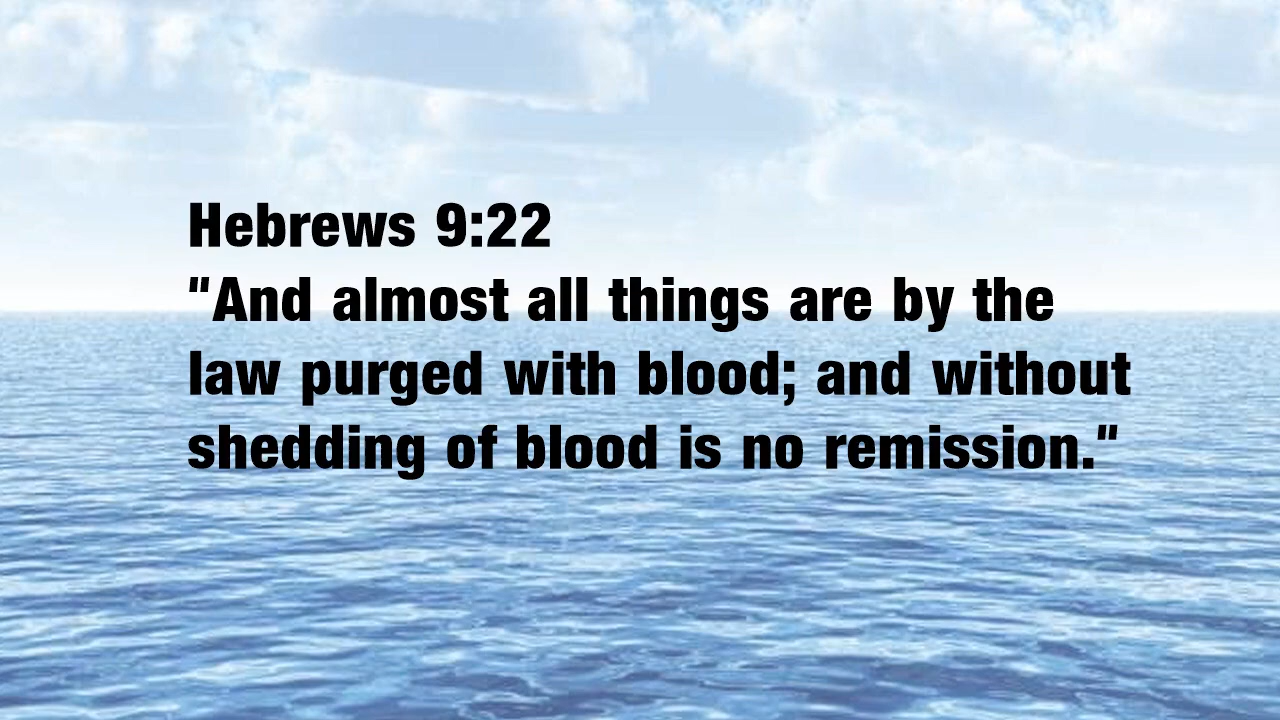 Hebrews 9:22
"And almost all things are by the
law purged with blood; and without
shedding of blood is no remission."